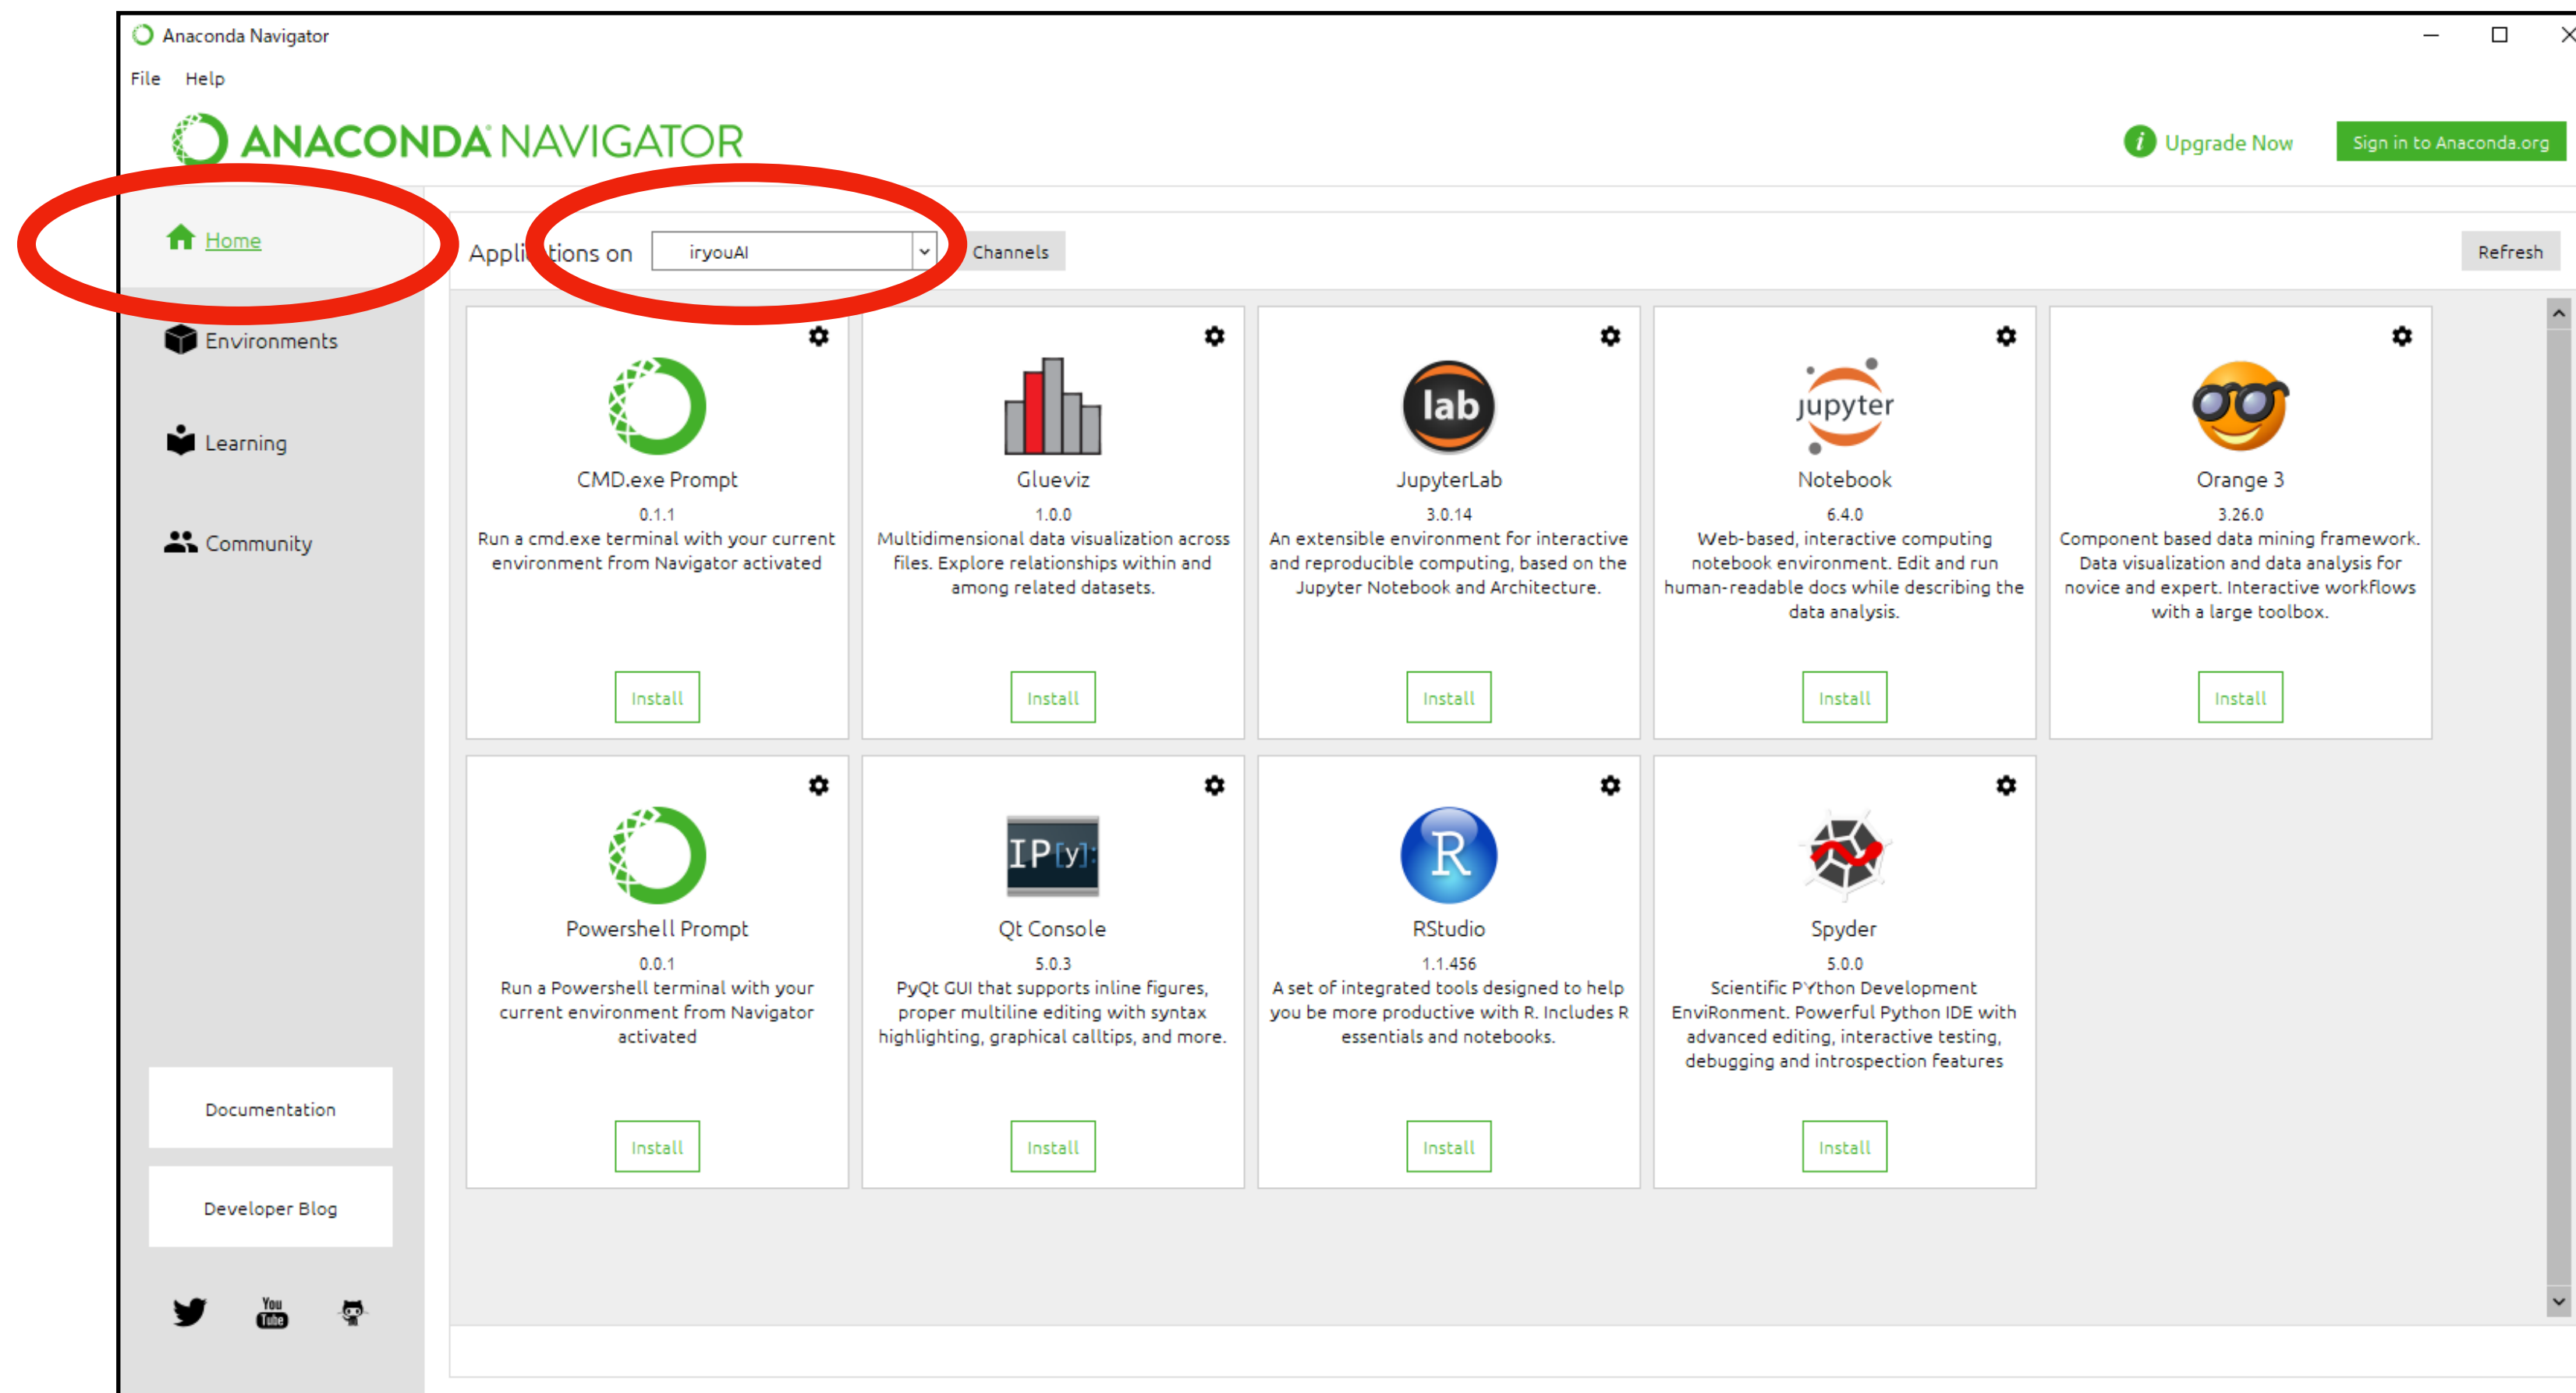 Anaconda Navigator
File Help
ANACONDA NAVIGATOR
i Upgrade Now
Sign in to Anaconda.org
Home
Environments
Learning
Community
Documentation
Developer Blog
You
Tube
Applications on iryouAI Channels
Refresh
CMD.exe Prompt
0.1.1
Run a cmd.exe terminal with your current
environment from Navigator activated
Install
Glueviz
1.0.0
Multidimensional data visualization across
files. Explore relationships within and
among related datasets.
Install
lab
JupyterLab
3.0.14
An extensible environment for interactive
and reproducible computing, based on the
Jupyter Notebook and Architecture.
Install
jupyter
Notebook
6.4.0
Web-based, interactive computing
notebook environment. Edit and run
human-readable docs while describing the
data analysis.
Install
Orange 3
3.26.0
Component based data mining framework.
Data visualization and data analysis for
novice and expert. Interactive workflows
with a large toolbox.
Install
Powershell Prompt
0.0.1
Run a Powershell terminal with your
current environment from Navigator
activated
Install
IP[y]:
Qt Console
5.0.3
PyQt GUI that supports inline figures,
proper multiline editing with syntax
highlighting, graphical calltips, and more.
Install
R
RStudio
1.1.456
A set of integrated tools designed to help
you be more productive with R. Includes R
essentials and notebooks.
Install
Spyder
5.0.0
Scientific PYthon Development
EnviRonment. Powerful Python IDE with
advanced editing, interactive testing,
debugging and introspection features
Install